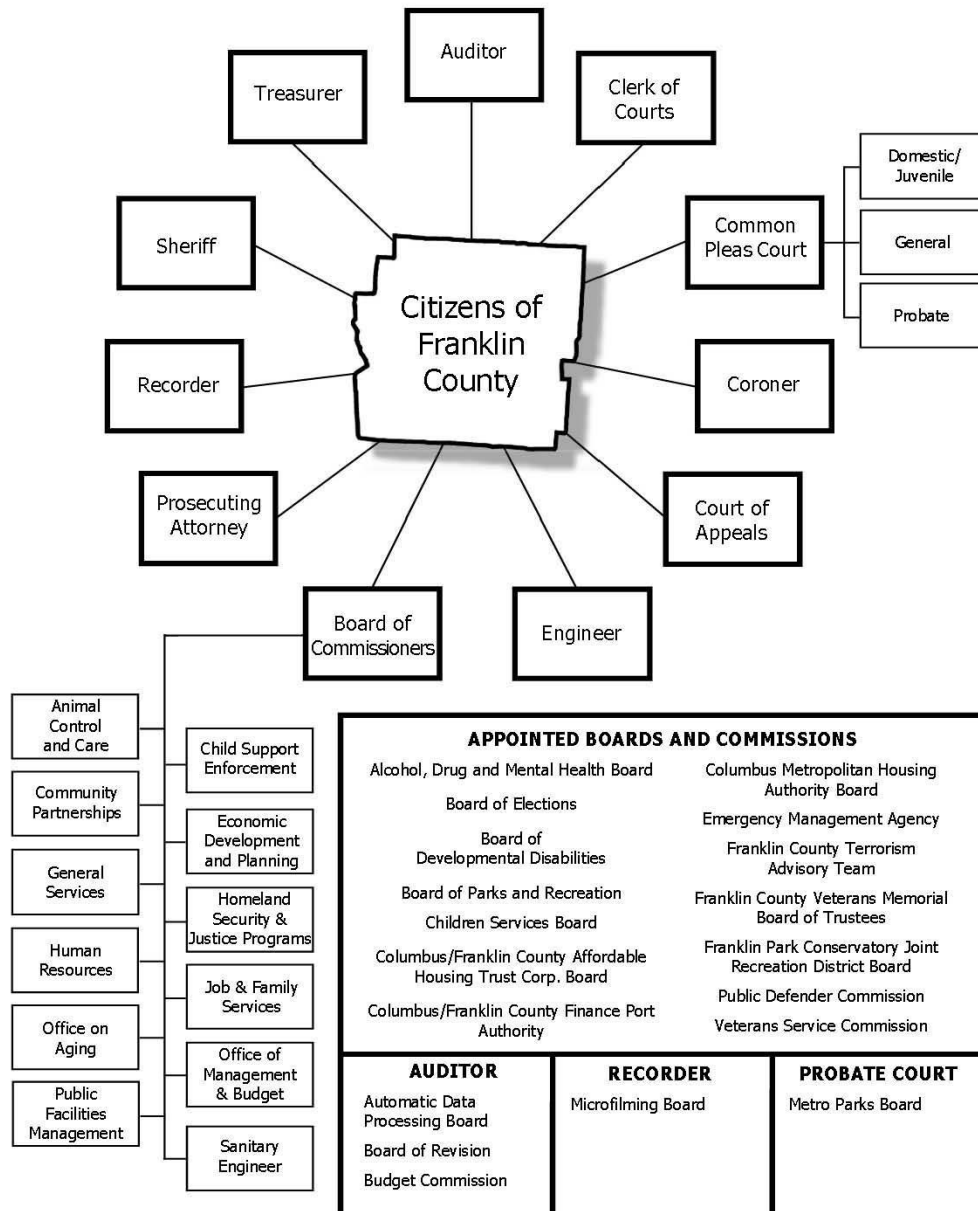 Auditor
Treasurer
Clerk of
Courts
Domestic/
Juvenile
Sheriff
Common
Pleas Court
General
Citizens of
Franklin
County
Probate
Recorder
Coroner
Prosecuting
Attorney
Court of
Appeals
Board of
Commissioners
Engineer
Animal
Control
and Care
Child Support
Enforcement
Community
Partnerships
Economic
Development
and Planning
General
Services
Homeland
Security &
Justice Programs
Human
Resources
Job & Family
Services
Office on
Aging
Office of
Management
& Budget
Public
Facilities
Management
Sanitary
Engineer
APPOINTED BOARDS AND COMMISSIONS
Alcohol, Drug and Mental Health Board
Board of Elections
Board of
Developmental Disabilities
Board of Parks and Recreation
Children Services Board
Columbus/Franklin County Affordable
Housing Trust Corp. Board
Columbus/Franklin County Finance Port
Authority
Columbus Metropolitan Housing
Authority Board
Emergency Management Agency
Franklin County Terrorism
Advisory Team
Franklin County Veterans Memorial
Board of Trustees
Franklin Park Conservatory Joint
Recreation District Board
Public Defender Commission
Veterans Service Commission
AUDITOR
Automatic Data
Processing Board
Board of Revision
Budget Commission
RECORDER
Microfilming Board
PROBATE COURT
Metro Parks Board